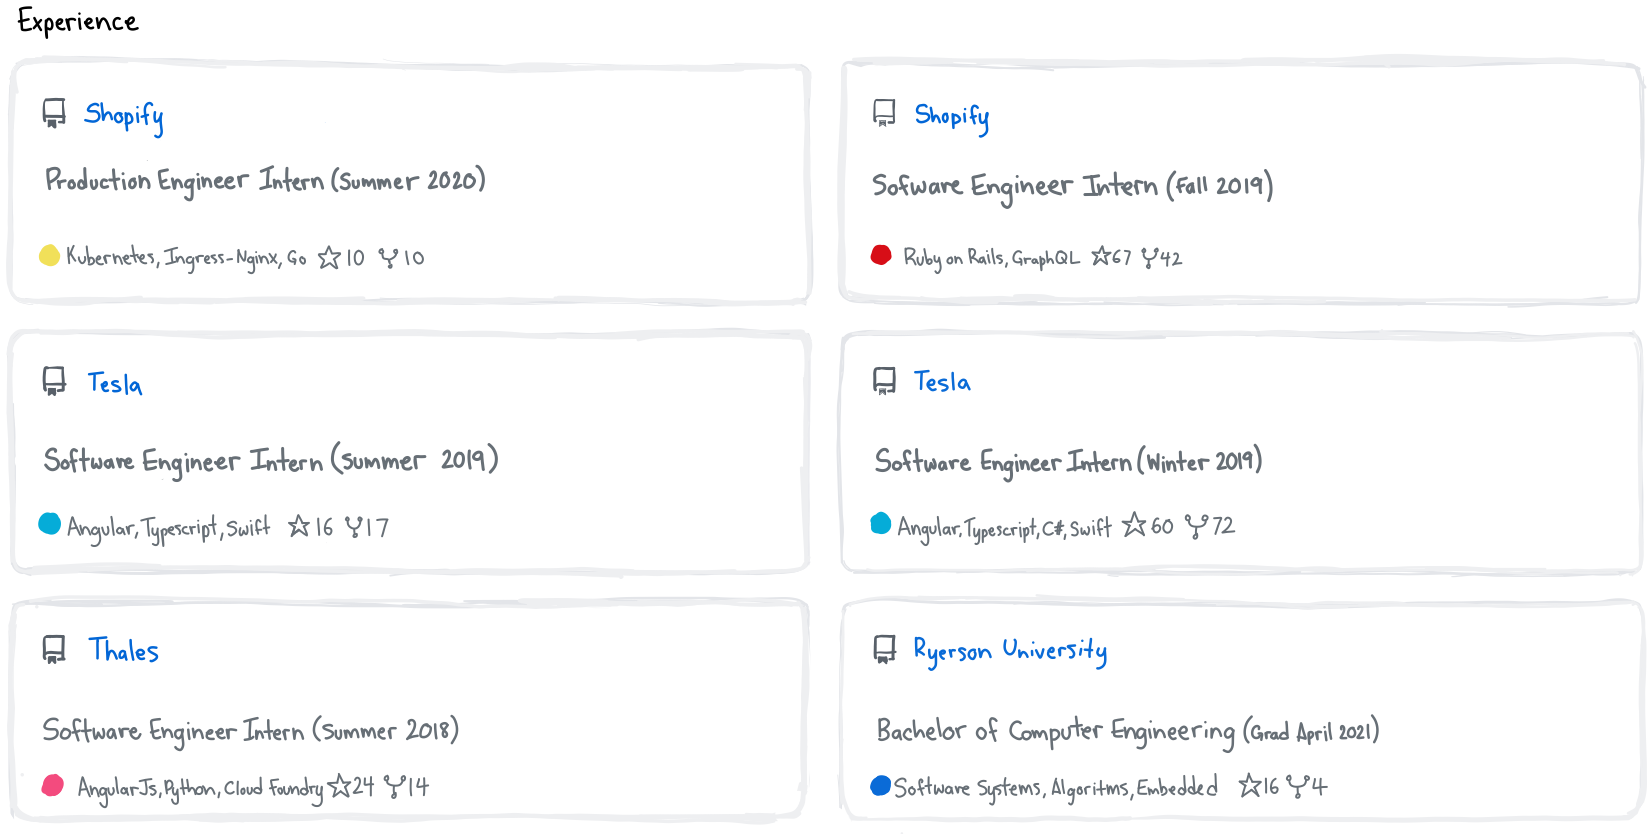 Experience
Shopify
Production Engineer Intern (Summer 2020)
Kubernetes, Ingress-Nginx, Go 10 10
Shopify
Sofware Engineer Intern (Fall 2019)
Ruby on Rails, GraphQL 67 42
Tesla
Software Engineer Intern (Summer 2019)
Angular, Typescript, Swift 16 17
Tesla
Software Engineer Intern (Winter 2019)
Angular, Typescript, C#, Swift 60 72
Thales
Software Engineer Intern (Summer 2018)
AngularJs, Python, Cloud Foundry 24 14
Ryerson University
Bachelor of Computer Engineering (Grad April 2021)
Software Systems, Algoritms, Embedded 16 4